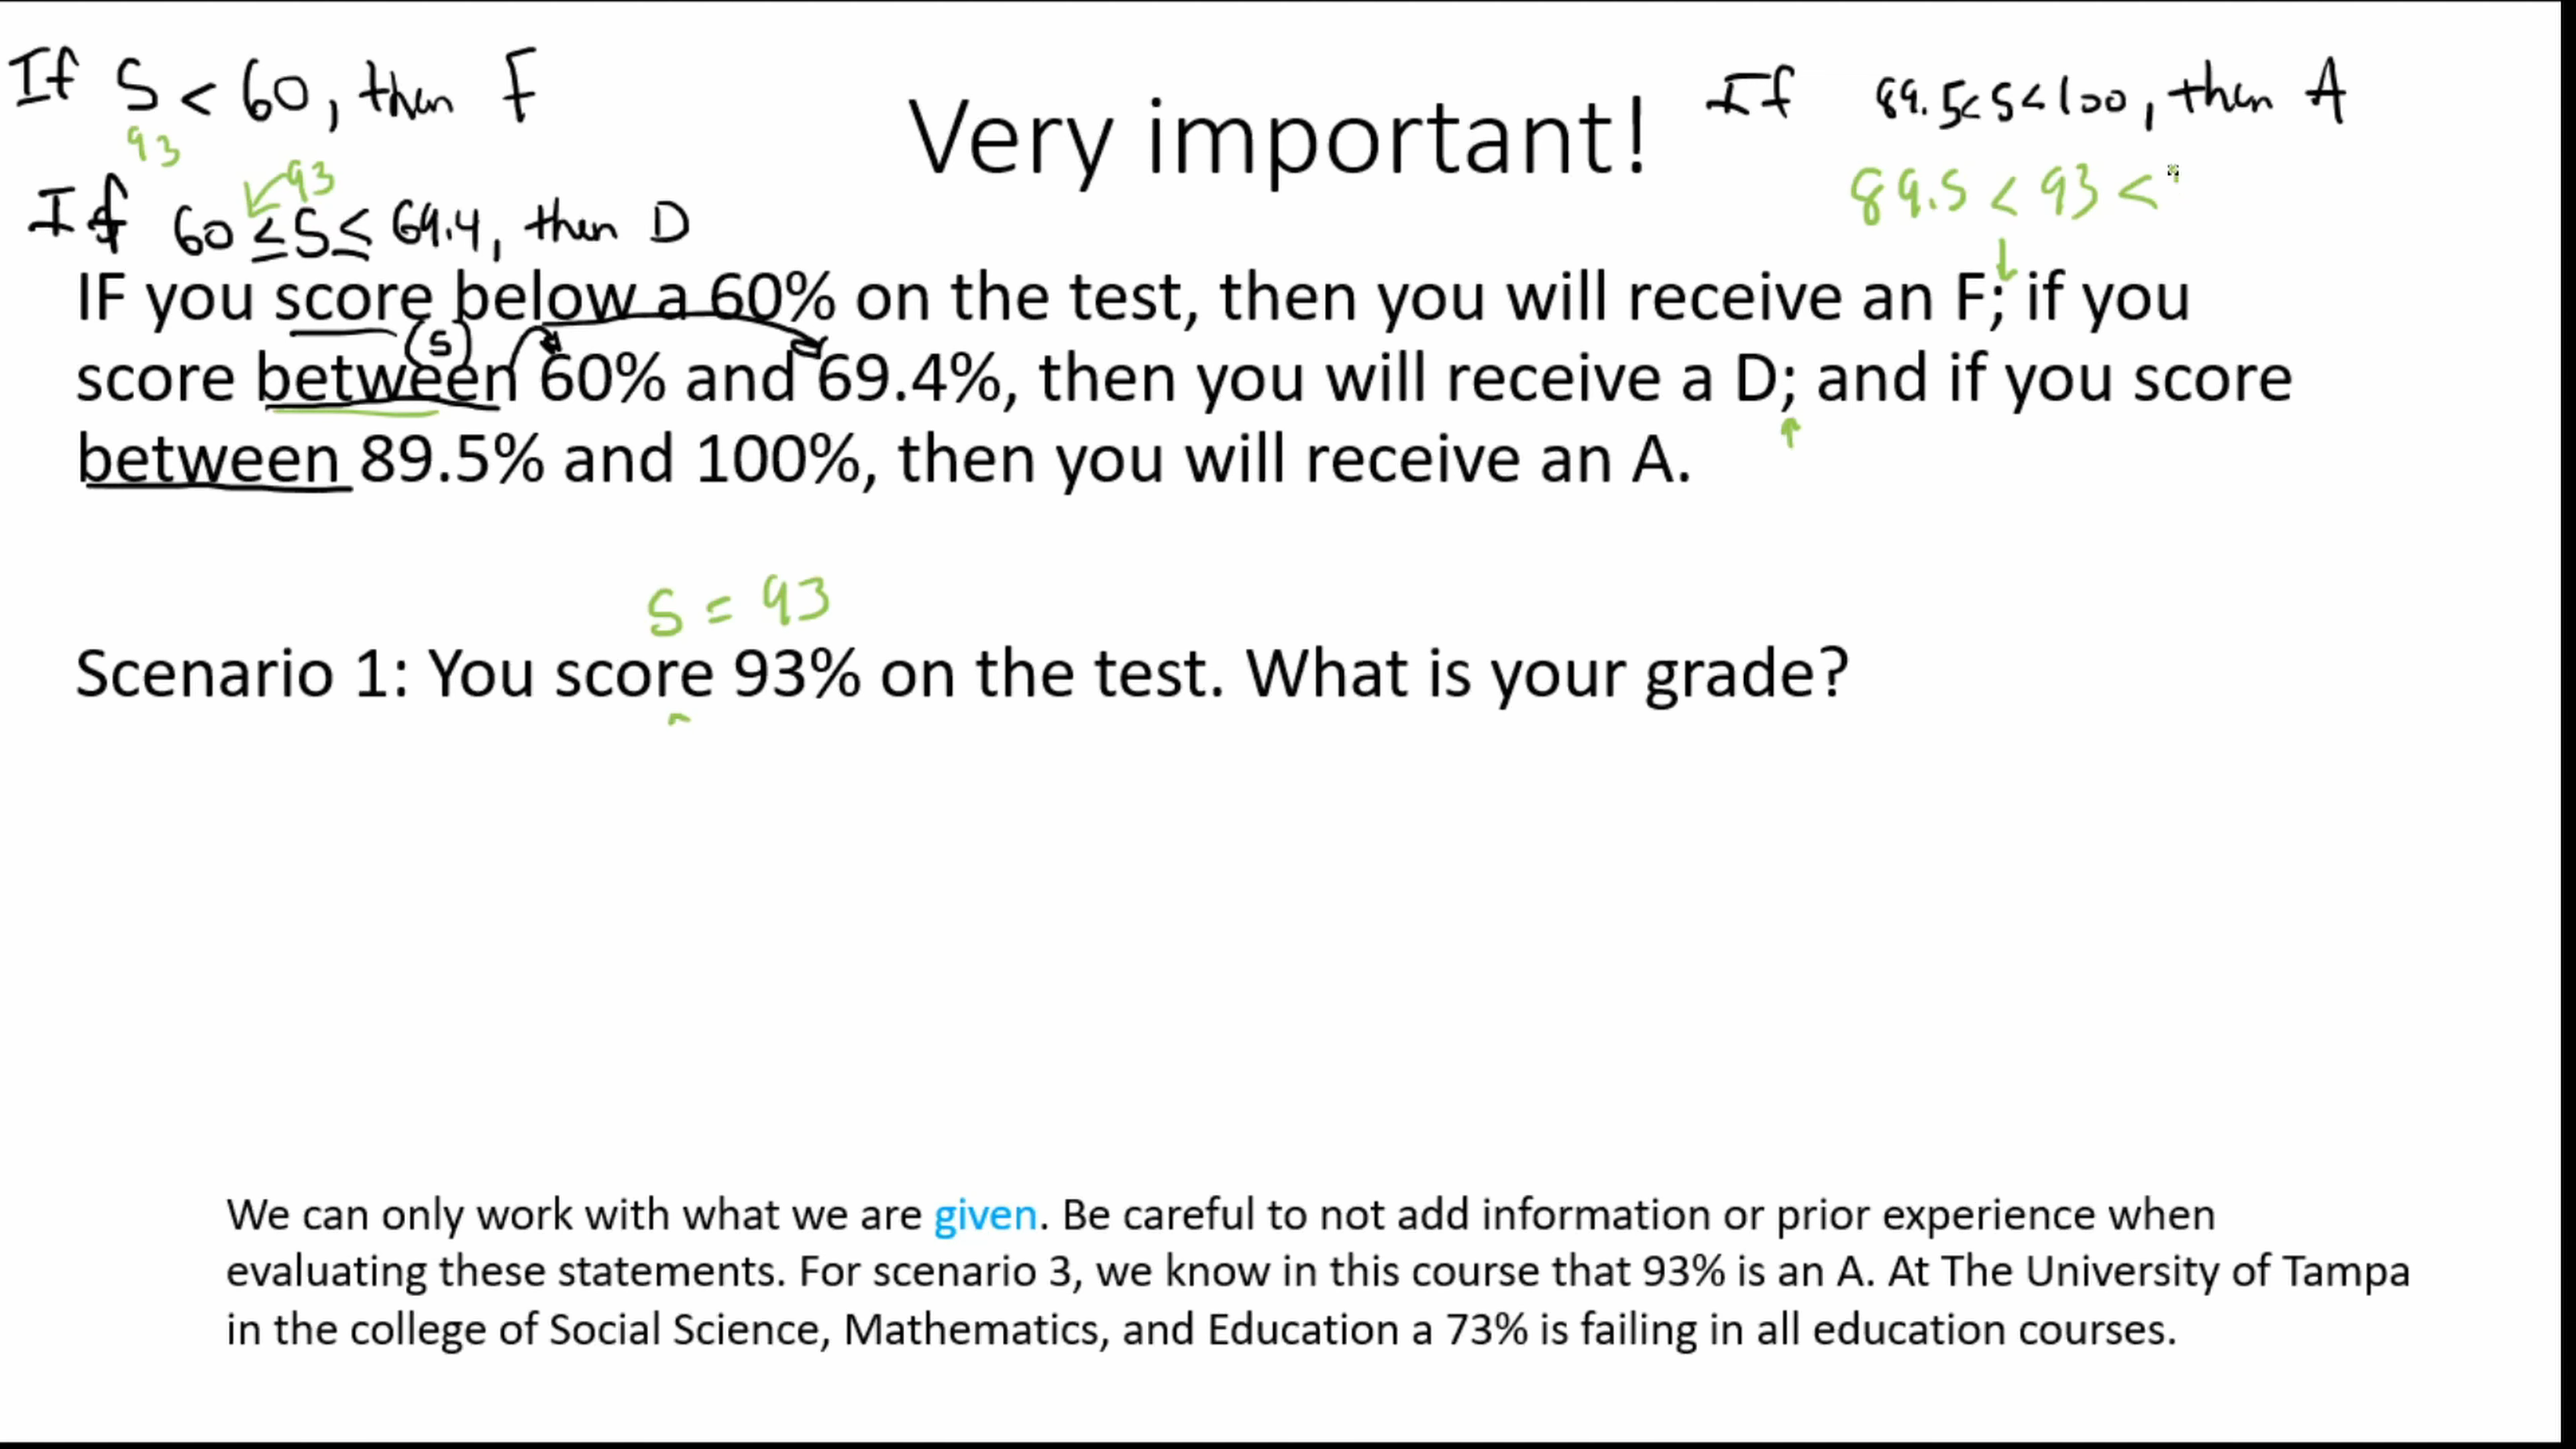 If S < 60, then F
93
93
If 60 ≤ S ≤ 69.4, then D
Very important!
If 89.5 < S < 100, then A
89.5 < 93 <
IF you score below a 60% on the test, then you will receive an F; if you
(S)
score between 60% and 69.4%, then you will receive a D; and if you score
between 89.5% and 100%, then you will receive an A.
S = 93
Scenario 1: You score 93% on the test. What is your grade?
We can only work with what we are given. Be careful to not add information or prior experience when
evaluating these statements. For scenario 3, we know in this course that 93% is an A. At The University of Tampa
in the college of Social Science, Mathematics, and Education a 73% is failing in all education courses.